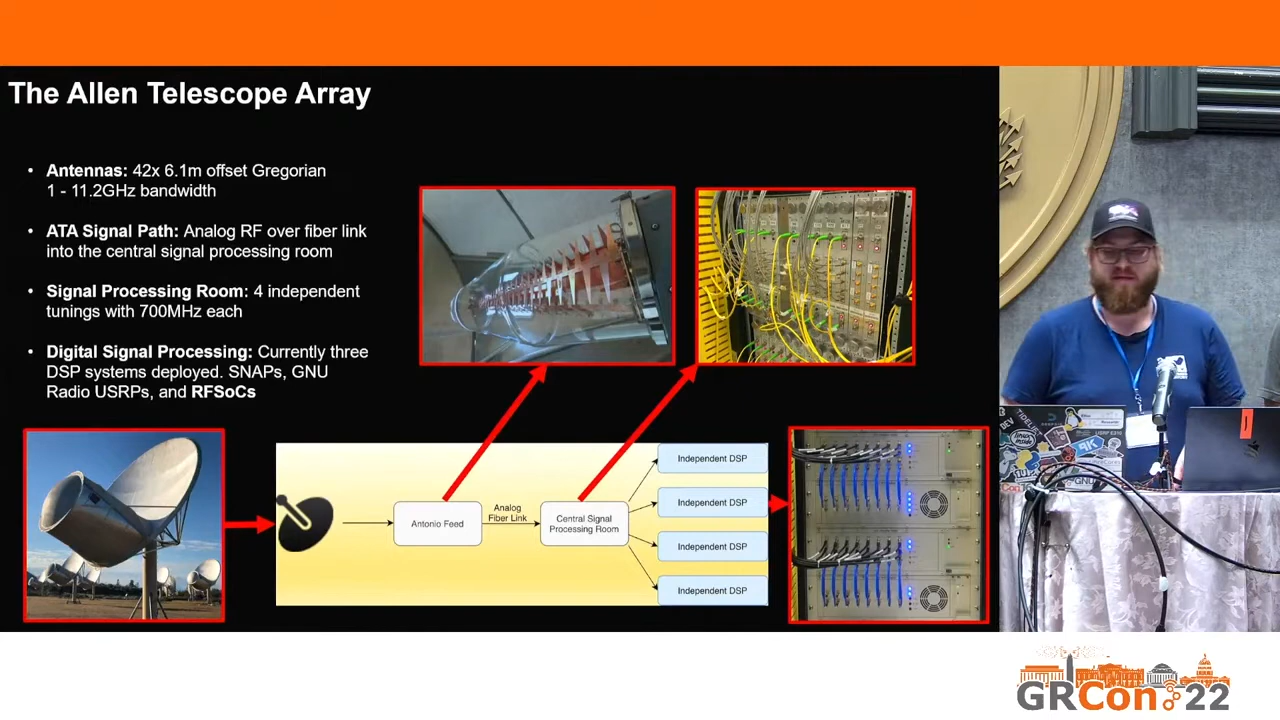 The Allen Telescope Array
• Antennas: 42x 6.1m offset Gregorian
1 - 11.2GHz bandwidth
• ATA Signal Path: Analog RF over fiber link
into the central signal processing room
• Signal Processing Room: 4 independent
tunings with 700MHz each
• Digital Signal Processing: Currently three
DSP systems deployed. SNAPs, GNU
Radio USRPs, and RFSoCs
Antonio Feed
Analog
Fiber Link
Central Signal
Processing Room
Independent DSP
Independent DSP
Independent DSP
Independent DSP
GRCon 22